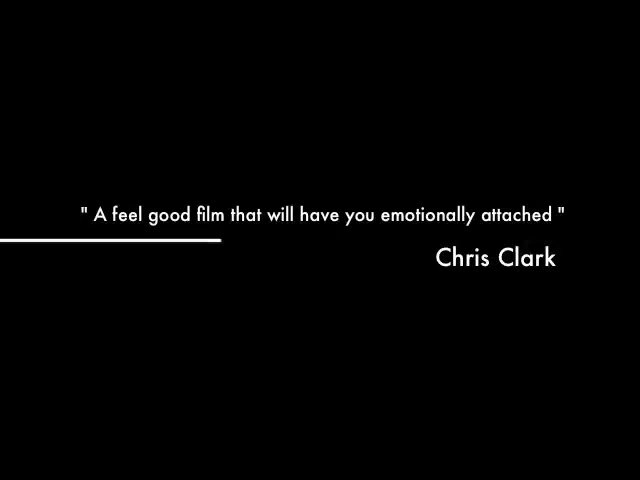 " A feel good film that will have you emotionally attached "
Chris Clark